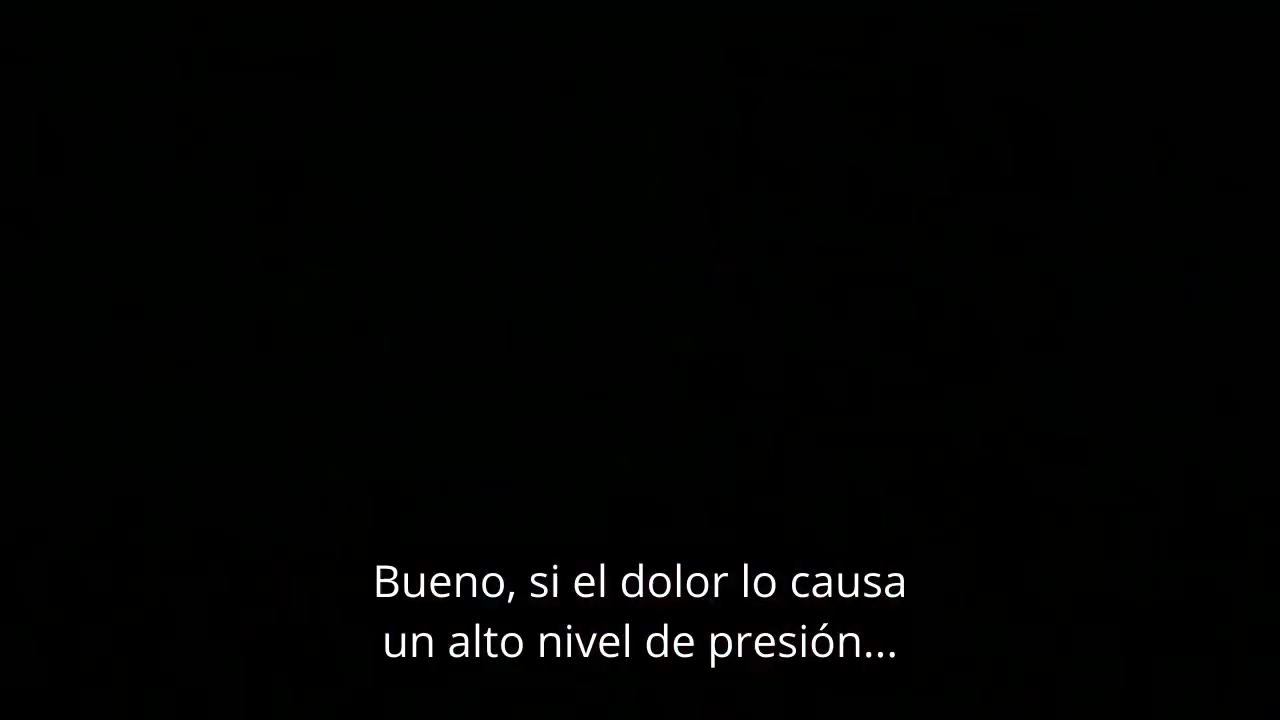 Bueno, si el dolor lo causa
un alto nivel de presión...